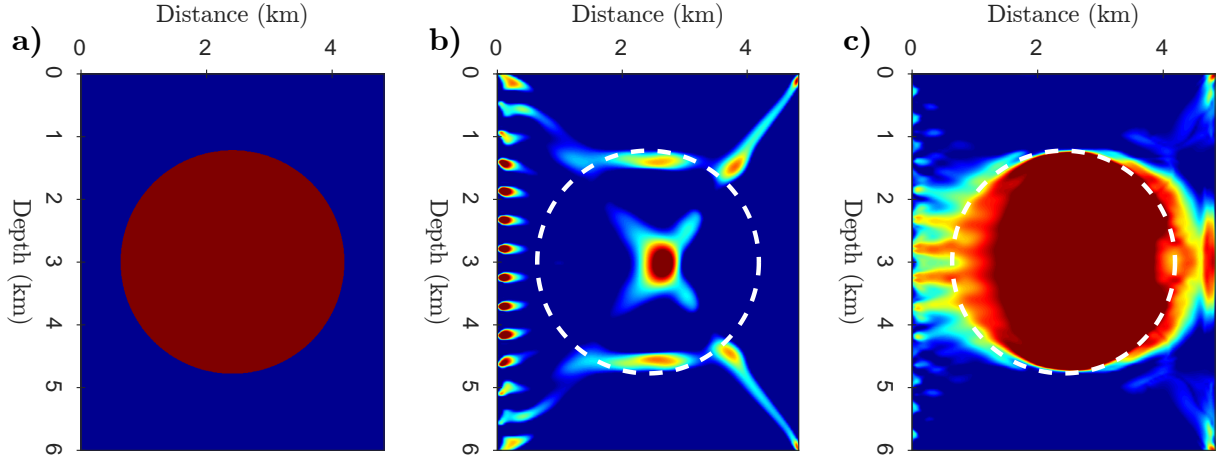 Distance (km)
a)
0 2 4
0 1 2 3 4 5 6
Depth (km)
Distance (km)
b)
0 2 4
0 1 2 3 4 5 6
Depth (km)
Distance (km)
c)
0 2 4
0 1 2 3 4 5 6
Depth (km)